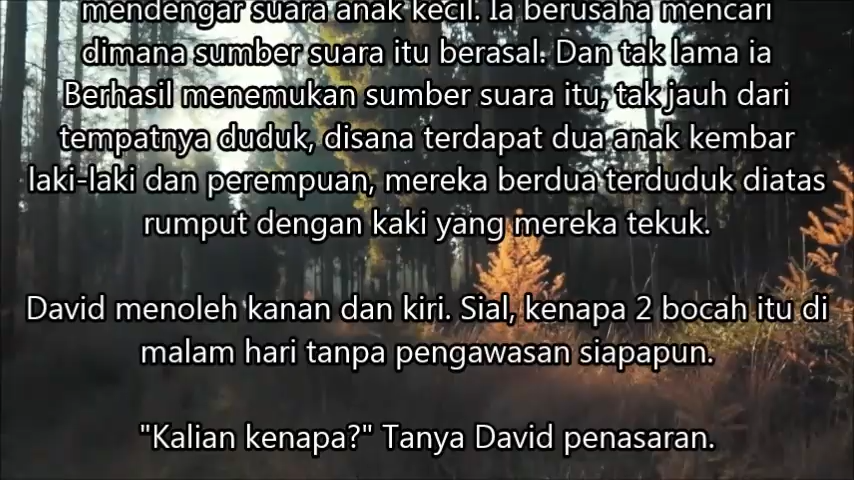 mendengar suara anak kecil. Ia berusaha mencari
dimana sumber suara itu berasal. Dan tak lama ia
Berhasil menemukan sumber suara itu, tak jauh dari
tempatnya duduk, disana terdapat dua anak kembar
laki-laki dan perempuan, mereka berdua terduduk diatas
rumput dengan kaki yang mereka tekuk.
David menoleh kanan dan kiri. Sial, kenapa 2 bocah itu di
malam hari tanpa pengawasan siapapun.
"Kalian kenapa?" Tanya David penasaran.